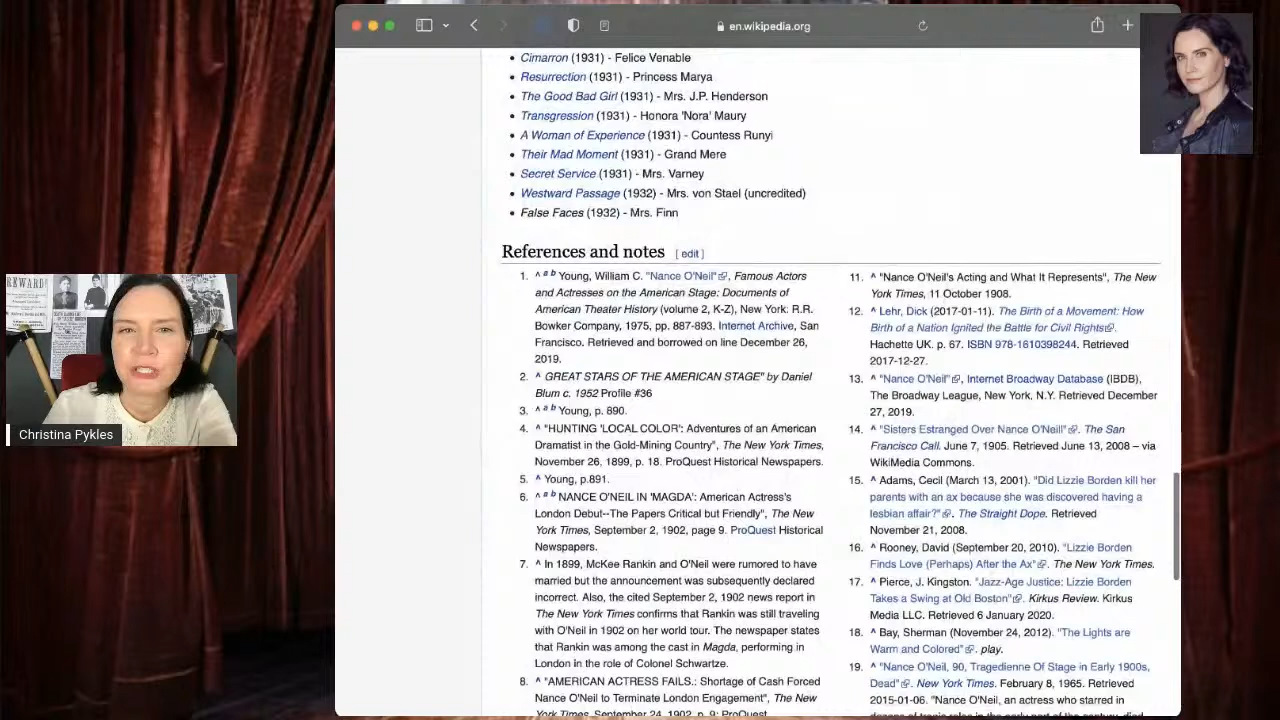 en.wikipedia.org
Cimarron (1931) - Felice Venable
Resurrection (1931) - Princess Marya
The Good Bad Girl (1931) - Mrs. J.P. Henderson
Transgression (1931) - Honora 'Nora' Maury
A Woman of Experience (1931) - Countess Runyi
Their Mad Moment (1931) - Grand Mere
Secret Service (1931) - Mrs. Varney
Westward Passage (1932) - Mrs. von Stael (uncredited)
False Faces (1932) - Mrs. Finn
References and notes [ edit ]
1. ^ a b Young, William C. "Nance O'Neil", Famous Actors
and Actresses on the American Stage: Documents of
American Theater History (volume 2, K-Z), New York: R.R.
Bowker Company, 1975, pp. 887-893. Internet Archive, San
Francisco. Retrieved and borrowed on line December 26,
2019.
2. ^ GREAT STARS OF THE AMERICAN STAGE" by Daniel
Blum c. 1952 Profile #36
3. ^ a b Young, p. 890.
4. ^ "HUNTING 'LOCAL COLOR': Adventures of an American
Dramatist in the Gold-Mining Country", The New York Times,
November 26, 1899, p. 18. ProQuest Historical Newspapers.
5. ^ Young, p.891.
6. ^ a b NANCE O'NEIL IN 'MAGDA': American Actress's
London Debut--The Papers Critical but Friendly", The New
York Times, September 2, 1902, page 9. ProQuest Historical
Newspapers.
7. ^ In 1899, McKee Rankin and O'Neil were rumored to have
married but the announcement was subsequently declared
incorrect. Also, the cited September 2, 1902 news report in
The New York Times confirms that Rankin was still traveling
with O'Neil in 1902 on her world tour. The newspaper states
that Rankin was among the cast in Magda, performing in
London in the role of Colonel Schwartze.
8. ^ "AMERICAN ACTRESS FAILS.: Shortage of Cash Forced
Nance O'Neil to Terminate London Engagement", The New
York Times, September 24, 1902, p. 9; ProQuest
11. ^ "Nance O'Neil's Acting and What It Represents", The New
York Times, 11 October 1908.
12. ^ Lehr, Dick (2017-01-11). The Birth of a Movement: How
Birth of a Nation Ignited the Battle for Civil Rights.
Hachette UK. p. 67. ISBN 978-1610398244. Retrieved
2017-12-27.
13. ^ "Nance O'Neil", Internet Broadway Database (IBDB),
The Broadway League, New York, N.Y. Retrieved December
27, 2019.
14. ^ "Sisters Estranged Over Nance O'Neill". The San
Francisco Call. June 7, 1905. Retrieved June 13, 2008 – via
WikiMedia Commons.
15. ^ Adams, Cecil (March 13, 2001). "Did Lizzie Borden kill her
parents with an ax because she was discovered having a
lesbian affair?". The Straight Dope. Retrieved
November 21, 2008.
16. ^ Rooney, David (September 20, 2010). "Lizzie Borden
Finds Love (Perhaps) After the Ax". The New York Times.
17. ^ Pierce, J. Kingston. "Jazz-Age Justice: Lizzie Borden
Takes a Swing at Old Boston". Kirkus Review. Kirkus
Media LLC. Retrieved 6 January 2020.
18. ^ Bay, Sherman (November 24, 2012). "The Lights are
Warm and Colored". play.
19. ^ "Nance O'Neil, 90, Tragedienne Of Stage in Early 1900s,
Dead". New York Times. February 8, 1965. Retrieved
2015-01-06. "Nance O'Neil, an actress who starred in
REWARD!
Christina Pykles